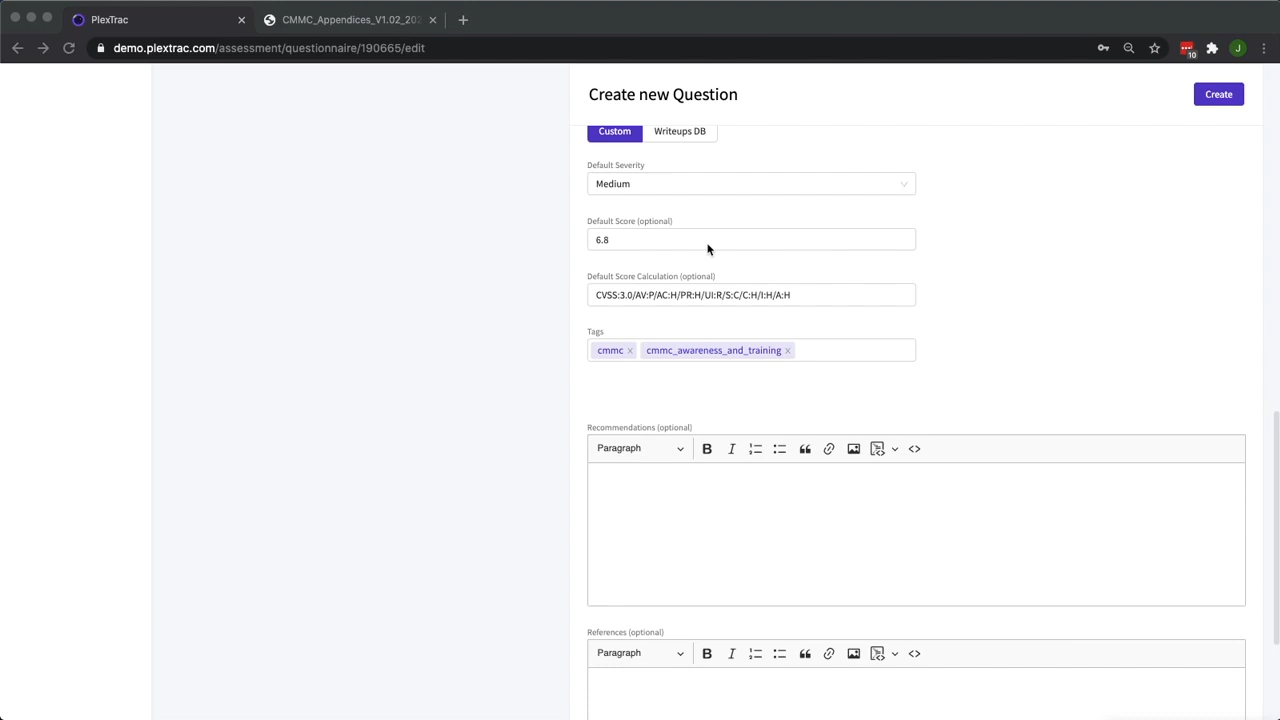 PlexTrac
CMMC_Appendices_V1.02_202
demo.plextrac.com/assessment/questionnaire/190665/edit
10
J
Create new Question
Create
Custom
Writeups DB
Default Severity
Medium
Default Score (optional)
6.8
Default Score Calculation (optional)
CVSS:3.0/AV:P/AC:H/PR:H/UI:R/S:C/C:H/I:H/A:H
Tags
cmmc
cmmc_awareness_and_training
Recommendations (optional)
Paragraph
B I
References (optional)
Paragraph
B I